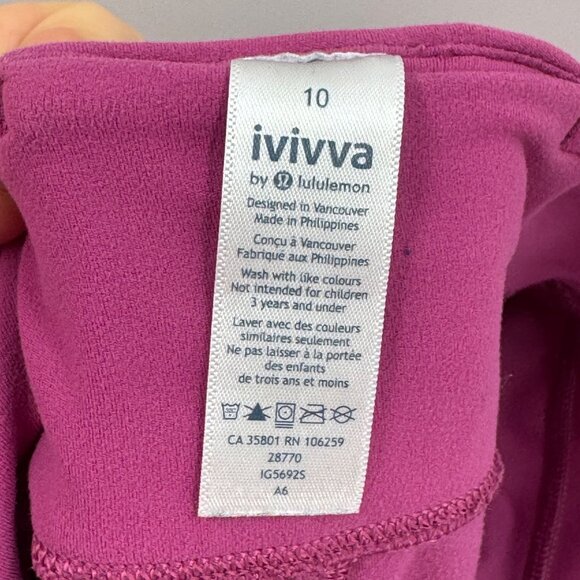 10
ivivva
by lululemon
Designed in Vancouver
Made in Philippines
Conçu à Vancouver
Fabriqué aux Philippines
Wash with like colours
Not intended for children
3 years and under
Laver avec des couleurs
similaires seulement
Ne pas laisser à la portée
des enfants
de trois ans et moins
CA 35801 RN 106259
28770
IG5692S
A6